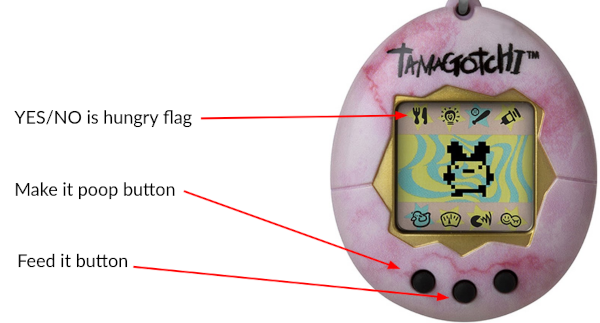 TAMAGOTCHI™
YES/NO is hungry flag
Make it poop button
Feed it button